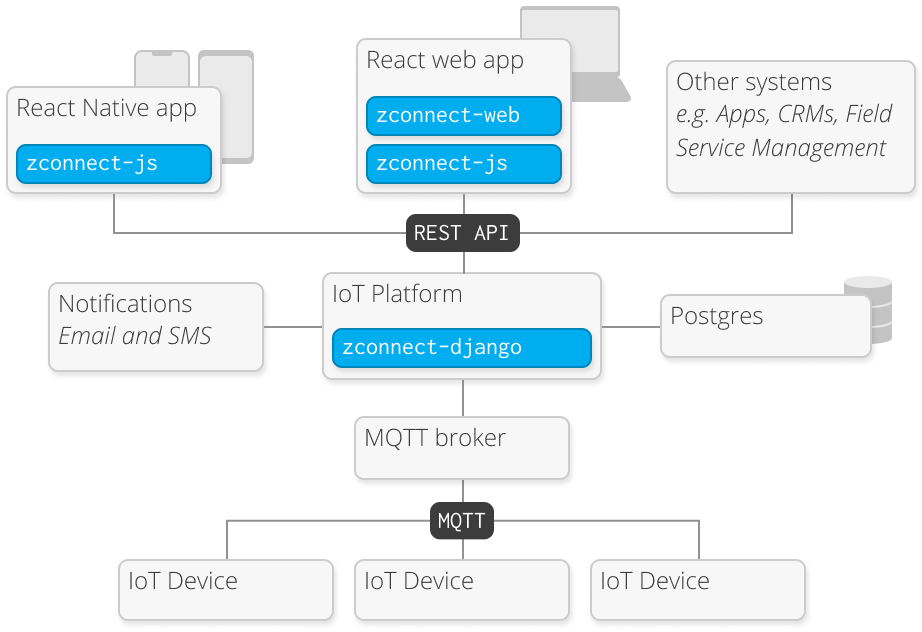 React Native app
zconnect-js
React web app
zconnect-web
zconnect-js
Other systems
e.g. Apps, CRMs, Field
Service Management
REST API
Notifications
Email and SMS
IoT Platform
zconnect-django
Postgres
MQTT broker
MQTT
IoT Device
IoT Device
IoT Device